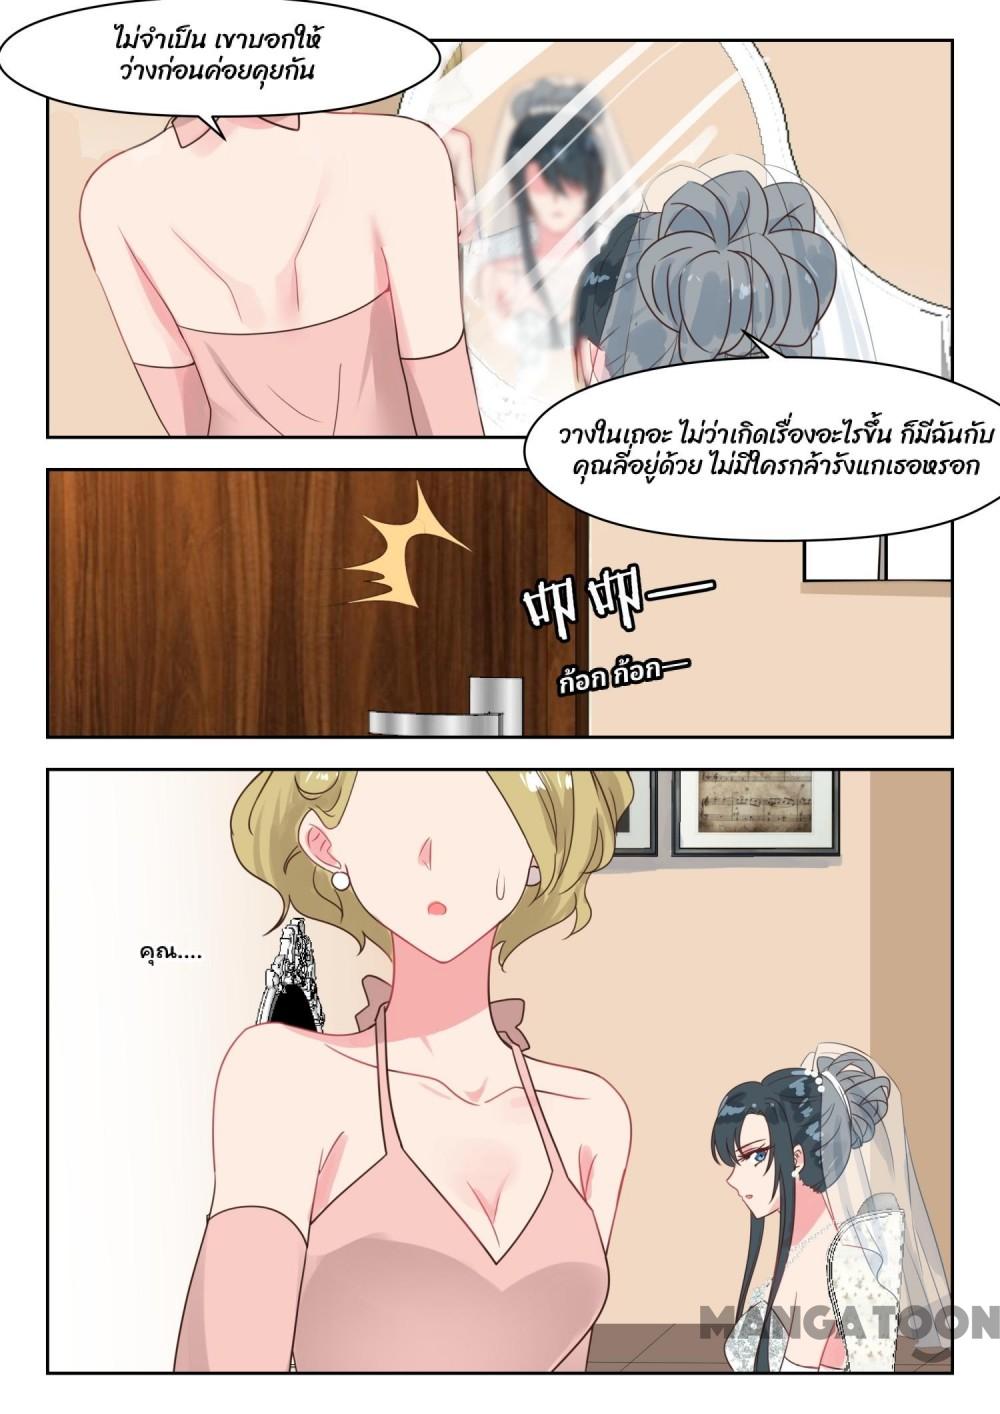 ไม่จำเป็น เขาบอกให้
ว่างก่อนค่อยคุยกัน
วางใจเถอะ ไม่ว่าเกิดเรื่องอะไรขึ้น ก็มีฉันกับ
คุณลี่อยู่ด้วย ไม่มีใครกล้ารังแกเธอหรอก
叩 叩——
ก้อก ก้อก—
คุณ....
MANGATOON